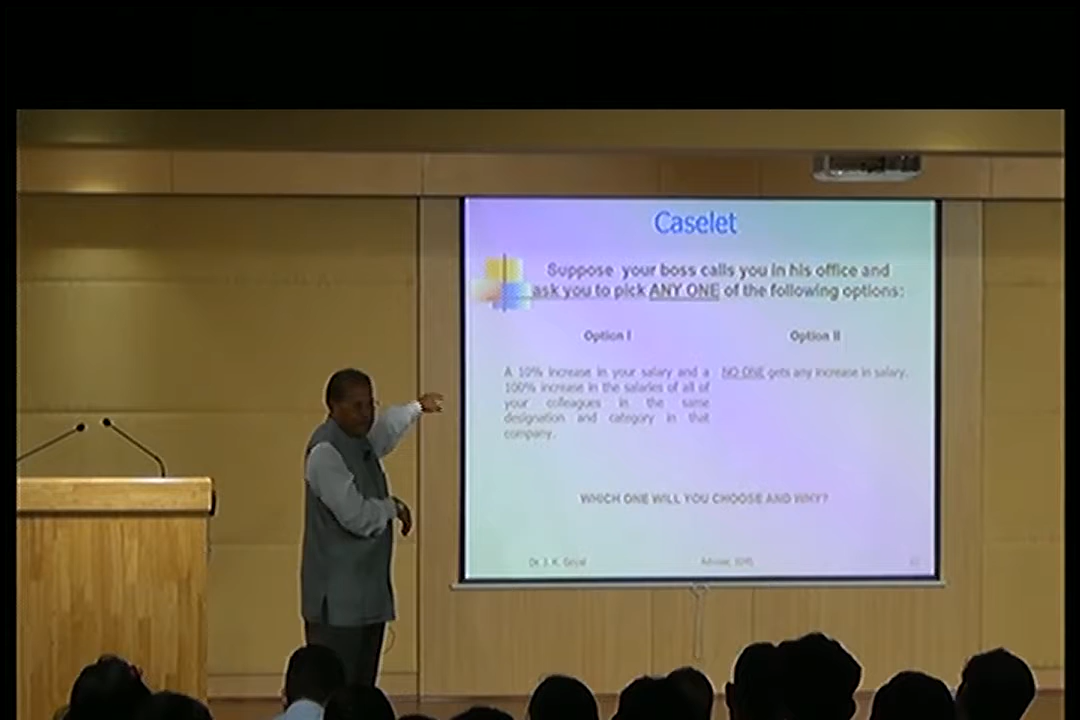 Caselet
Suppose your boss calls you in his office and
ask you to pick ANY ONE of the following options:
Option I
A 10% increase in your salary and a
100% increase in the salaries of all of
your colleagues in the same
designation and category in that
company.
Option II
NO ONE gets any increase in salary.
WHICH ONE WILL YOU CHOOSE AND WHY?
Dr. J. K. Goyal